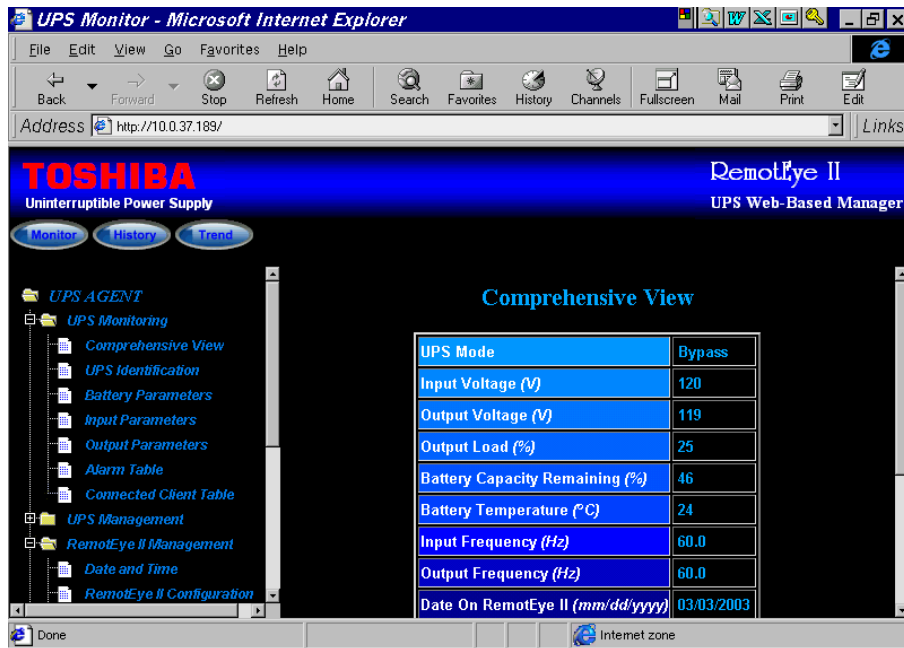 UPS Monitor - Microsoft Internet Explorer
File Edit View Go Favorites Help
Back Forward Stop Refresh Home Search Favorites History Channels Fullscreen Mail Print Edit
Address http://10.0.37.189/ Links
TOSHIBA
Uninterruptible Power Supply
RemotEye II
UPS Web-Based Manager
Monitor History Trend
UPS AGENT
UPS Monitoring
Comprehensive View
UPS Identification
Battery Parameters
Input Parameters
Output Parameters
Alarm Table
Connected Client Table
UPS Management
RemotEye II Management
Date and Time
RemotEye II Configuration
Comprehensive View
UPS Mode Bypass
Input Voltage (V) 120
Output Voltage (V) 119
Output Load (%) 25
Battery Capacity Remaining (%) 46
Battery Temperature (°C) 24
Input Frequency (Hz) 60.0
Output Frequency (Hz) 60.0
Date On RemotEye II (mm/dd/yyyy) 03/03/2003
Done Internet zone